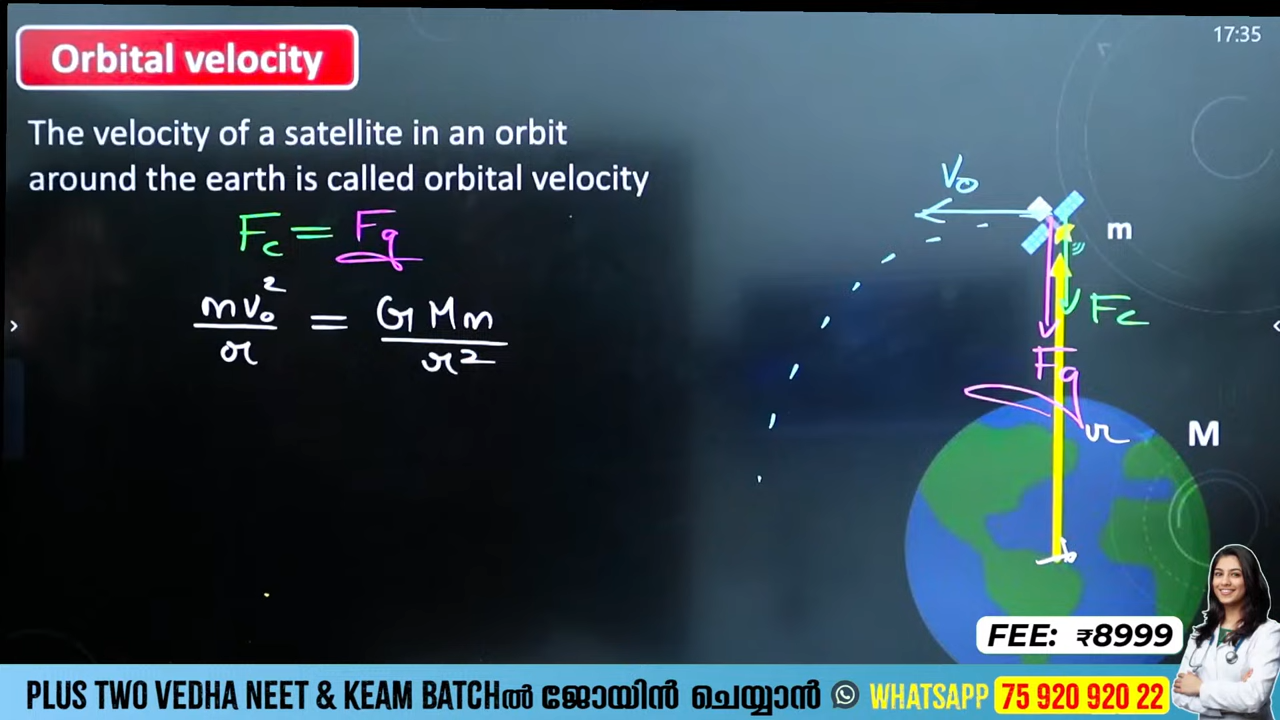 17:35
Orbital velocity
The velocity of a satellite in an orbit
around the earth is called orbital velocity
Fc = Fg
mv₀²/r = GMm/r²
V₀
m
Fc
Fg
r
M
FEE: ₹8999
PLUS TWO VEDHA NEET & KEAM BATCHൽ ജോയിൻ ചെയ്യാൻ WHATSAPP 75 920 920 22